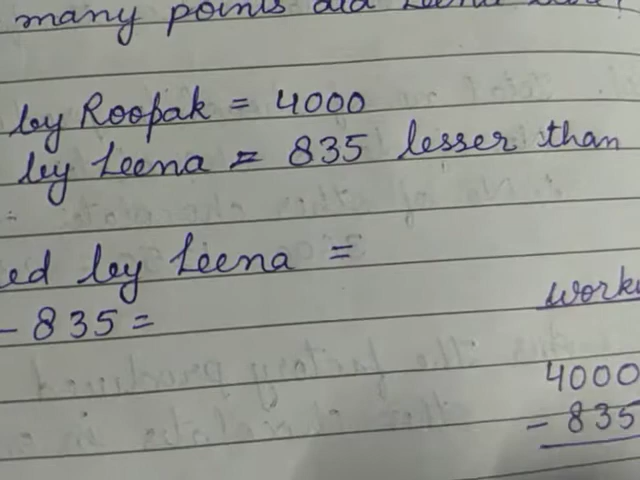 many points did Leena
by Roopak = 4000
by Leena = 835 lesser than
ed by Leena =
- 835 =
work
4000
- 835